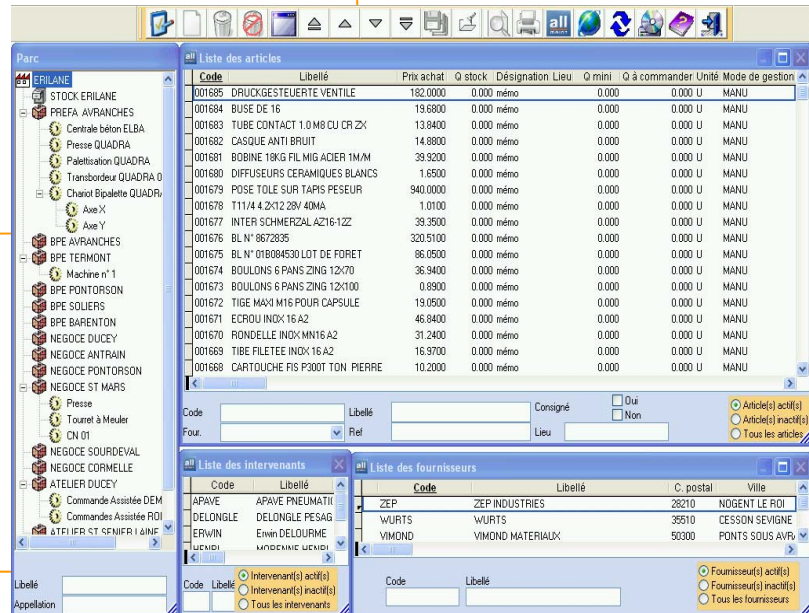 all
maint
Parc
ERILANE
STOCK ERILANE
PREFA AVRANCHES
Centrale béton ELBA
Presse QUADRA
Palettisation QUADRA
Transbordeur QUADRA 0
Chariot Bipalette QUADR
Axe X
Axe Y
BPE AVRANCHES
BPE TERMONT
Machine n° 1
BPE PONTORSON
BPE SOLIERS
BPE BARENTON
NEGOCE DUCEY
NEGOCE ANTRAIN
NEGOCE PONTORSON
NEGOCE ST MARS
Presse
Tourret à Meuler
CN 01
NEGOCE SOURDEVAL
NEGOCE CORMELLE
ATELIER DUCEY
Commande Assistée DEM
Commandes Assistée ROI
ATELIER ST SENIER LAINE
Libellé
Appellation
all Liste des articles
Code Libellé Prix achat Q stock Désignation Lieu Q mini Q à commander Unité Mode de gestion
001685 DRUCKGESTEUERTE VENTILE 182.0000 0.000 mémo 0.000 0.000 U MANU
001684 BUSE DE 16 19.6800 0.000 mémo 0.000 0.000 U MANU
001683 TUBE CONTACT 1.0 M8 CU CR ZX 13.8400 0.000 mémo 0.000 0.000 U MANU
001682 CASQUE ANTI BRUIT 14.8800 0.000 mémo 0.000 0.000 U MANU
001681 BOBINE 18KG FIL MIG ACIER 1M/M 39.9200 0.000 mémo 0.000 0.000 U MANU
001680 DIFFUSEURS CERAMIQUES BLANCS 1.6500 0.000 mémo 0.000 0.000 U MANU
001679 POSE TOLE SUR TAPIS PESEUR 940.0000 0.000 mémo 0.000 0.000 U MANU
001678 T11/4 4.2X12 28V 40MA 1.0100 0.000 mémo 0.000 0.000 U MANU
001677 INTER SCHMERZAL AZ16-12Z 39.3500 0.000 mémo 0.000 0.000 U MANU
001676 BL N° 8672835 320.5100 0.000 mémo 0.000 0.000 U MANU
001675 BL N° 01B084530 LOT DE FORET 86.0500 0.000 mémo 0.000 0.000 U MANU
001674 BOULONS 6 PANS ZING 12X70 36.9400 0.000 mémo 0.000 0.000 U MANU
001673 BOULONS 6 PANS ZING 12X100 0.8900 0.000 mémo 0.000 0.000 U MANU
001672 TIGE MAXI M16 POUR CAPSULE 19.0500 0.000 mémo 0.000 0.000 U MANU
001671 ECROU INOX 16 A2 46.8400 0.000 mémo 0.000 0.000 U MANU
001670 RONDELLE INOX MN16 A2 31.2400 0.000 mémo 0.000 0.000 U MANU
001669 TIBE FILETEE INOX 16 A2 16.9700 0.000 mémo 0.000 0.000 U MANU
001668 CARTOUCHE FIS P300T TON PIERRE 10.2000 0.000 mémo 0.000 0.000 U MANU
Code Libellé Consigné Oui Article(s) actif(s)
Non Article(s) inactif(s)
Four. Ref Lieu Tous les articles
all Liste des intervenants
Code Libellé
APAVE APAVE PNEUMATI
DELONGLE DELONGLE PESAG
ERWIN Erwin DELOURME
HENRI MORENNE HENRI
Code Libellé Intervenant(s) actif(s)
Intervenant(s) inactif(s)
Tous les intervenants
all Liste des fournisseurs
Code Libellé C. postal Ville
ZEP ZEP INDUSTRIES 28210 NOGENT LE ROI
WURTS WURTS 35510 CESSON SEVIGNE
VIMOND VIMOND MATERIAUX 50300 PONTS SOUS AVR
Code Libellé Fournisseur(s) actif(s)
Fournisseur(s) inactif(s)
Tous les fournisseurs